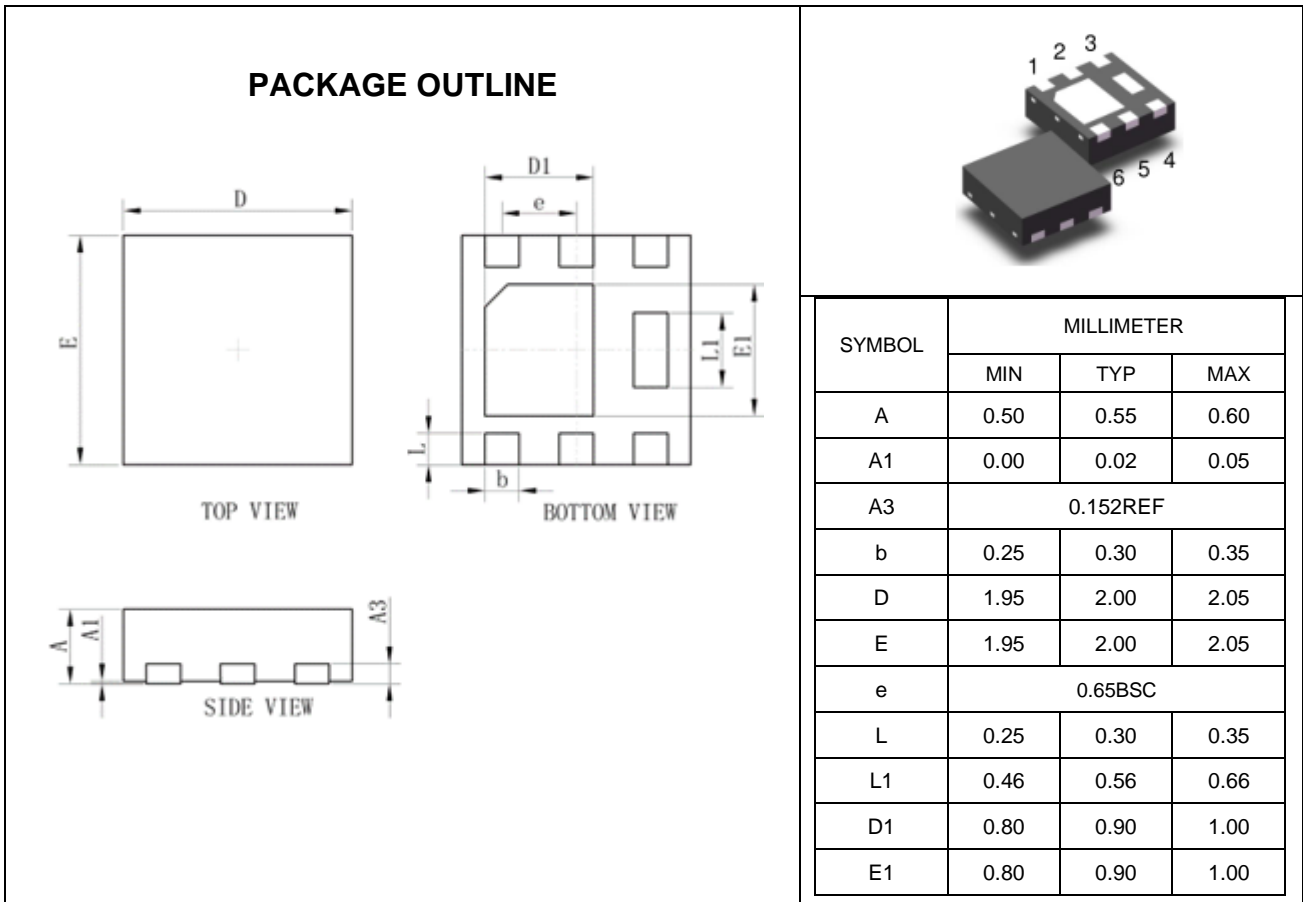 PACKAGE OUTLINE
D
E
TOP VIEW
D1
e
L1
E1
L
b
BOTTOM VIEW
A
A1
A3
SIDE VIEW
1 2 3
6 5 4
SYMBOL MILLIMETER
MIN TYP MAX
A 0.50 0.55 0.60
A1 0.00 0.02 0.05
A3 0.152REF
b 0.25 0.30 0.35
D 1.95 2.00 2.05
E 1.95 2.00 2.05
e 0.65BSC
L 0.25 0.30 0.35
L1 0.46 0.56 0.66
D1 0.80 0.90 1.00
E1 0.80 0.90 1.00